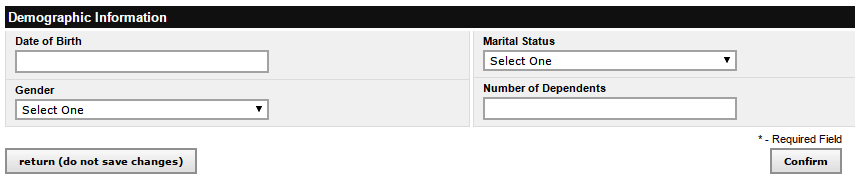 Demographic Information
Date of Birth
Marital Status
Select One
Gender
Select One
Number of Dependents
* - Required Field
return (do not save changes)
Confirm